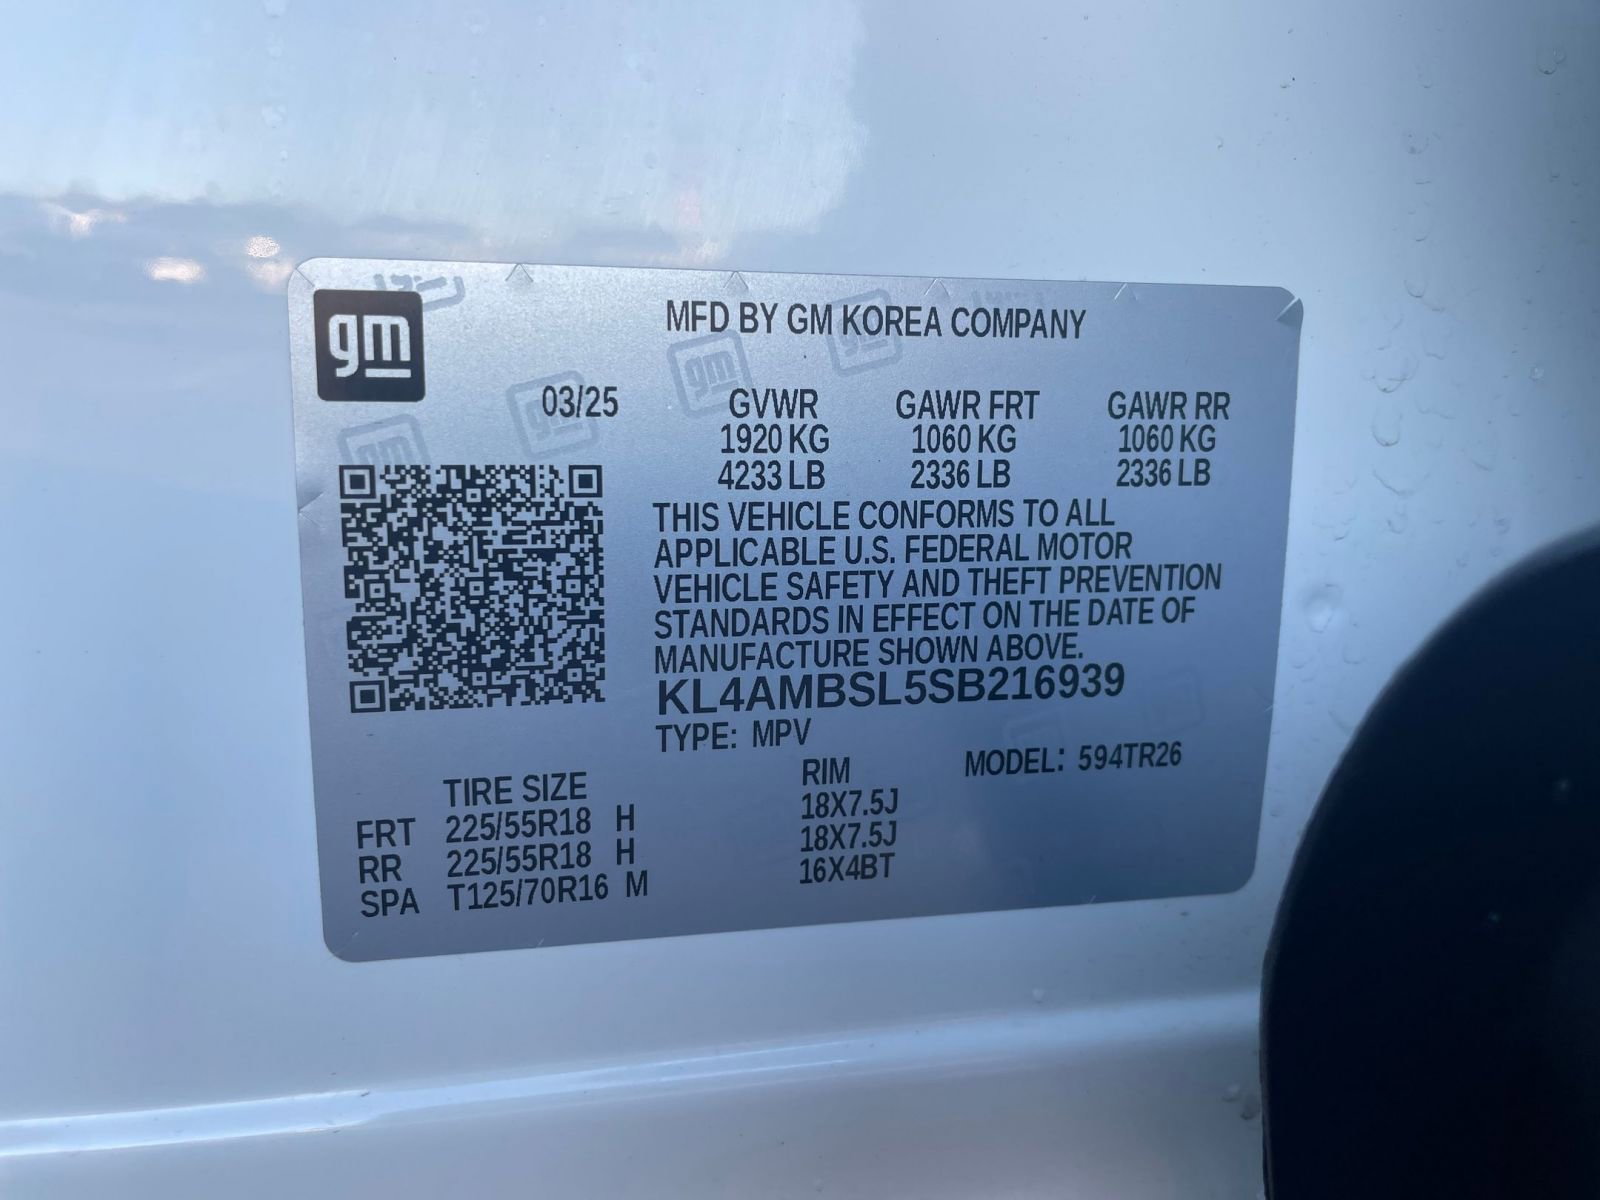 gm
MFD BY GM KOREA COMPANY
03/25 GVWR GAWR FRT GAWR RR
1920 KG 1060 KG 1060 KG
4233 LB 2336 LB 2336 LB
THIS VEHICLE CONFORMS TO ALL
APPLICABLE U.S. FEDERAL MOTOR
VEHICLE SAFETY AND THEFT PREVENTION
STANDARDS IN EFFECT ON THE DATE OF
MANUFACTURE SHOWN ABOVE.
KL4AMBSL5SB216939
TYPE: MPV
TIRE SIZE RIM MODEL: 594TR26
FRT 225/55R18 H 18X7.5J
RR 225/55R18 H 18X7.5J
SPA T125/70R16 M 16X4BT